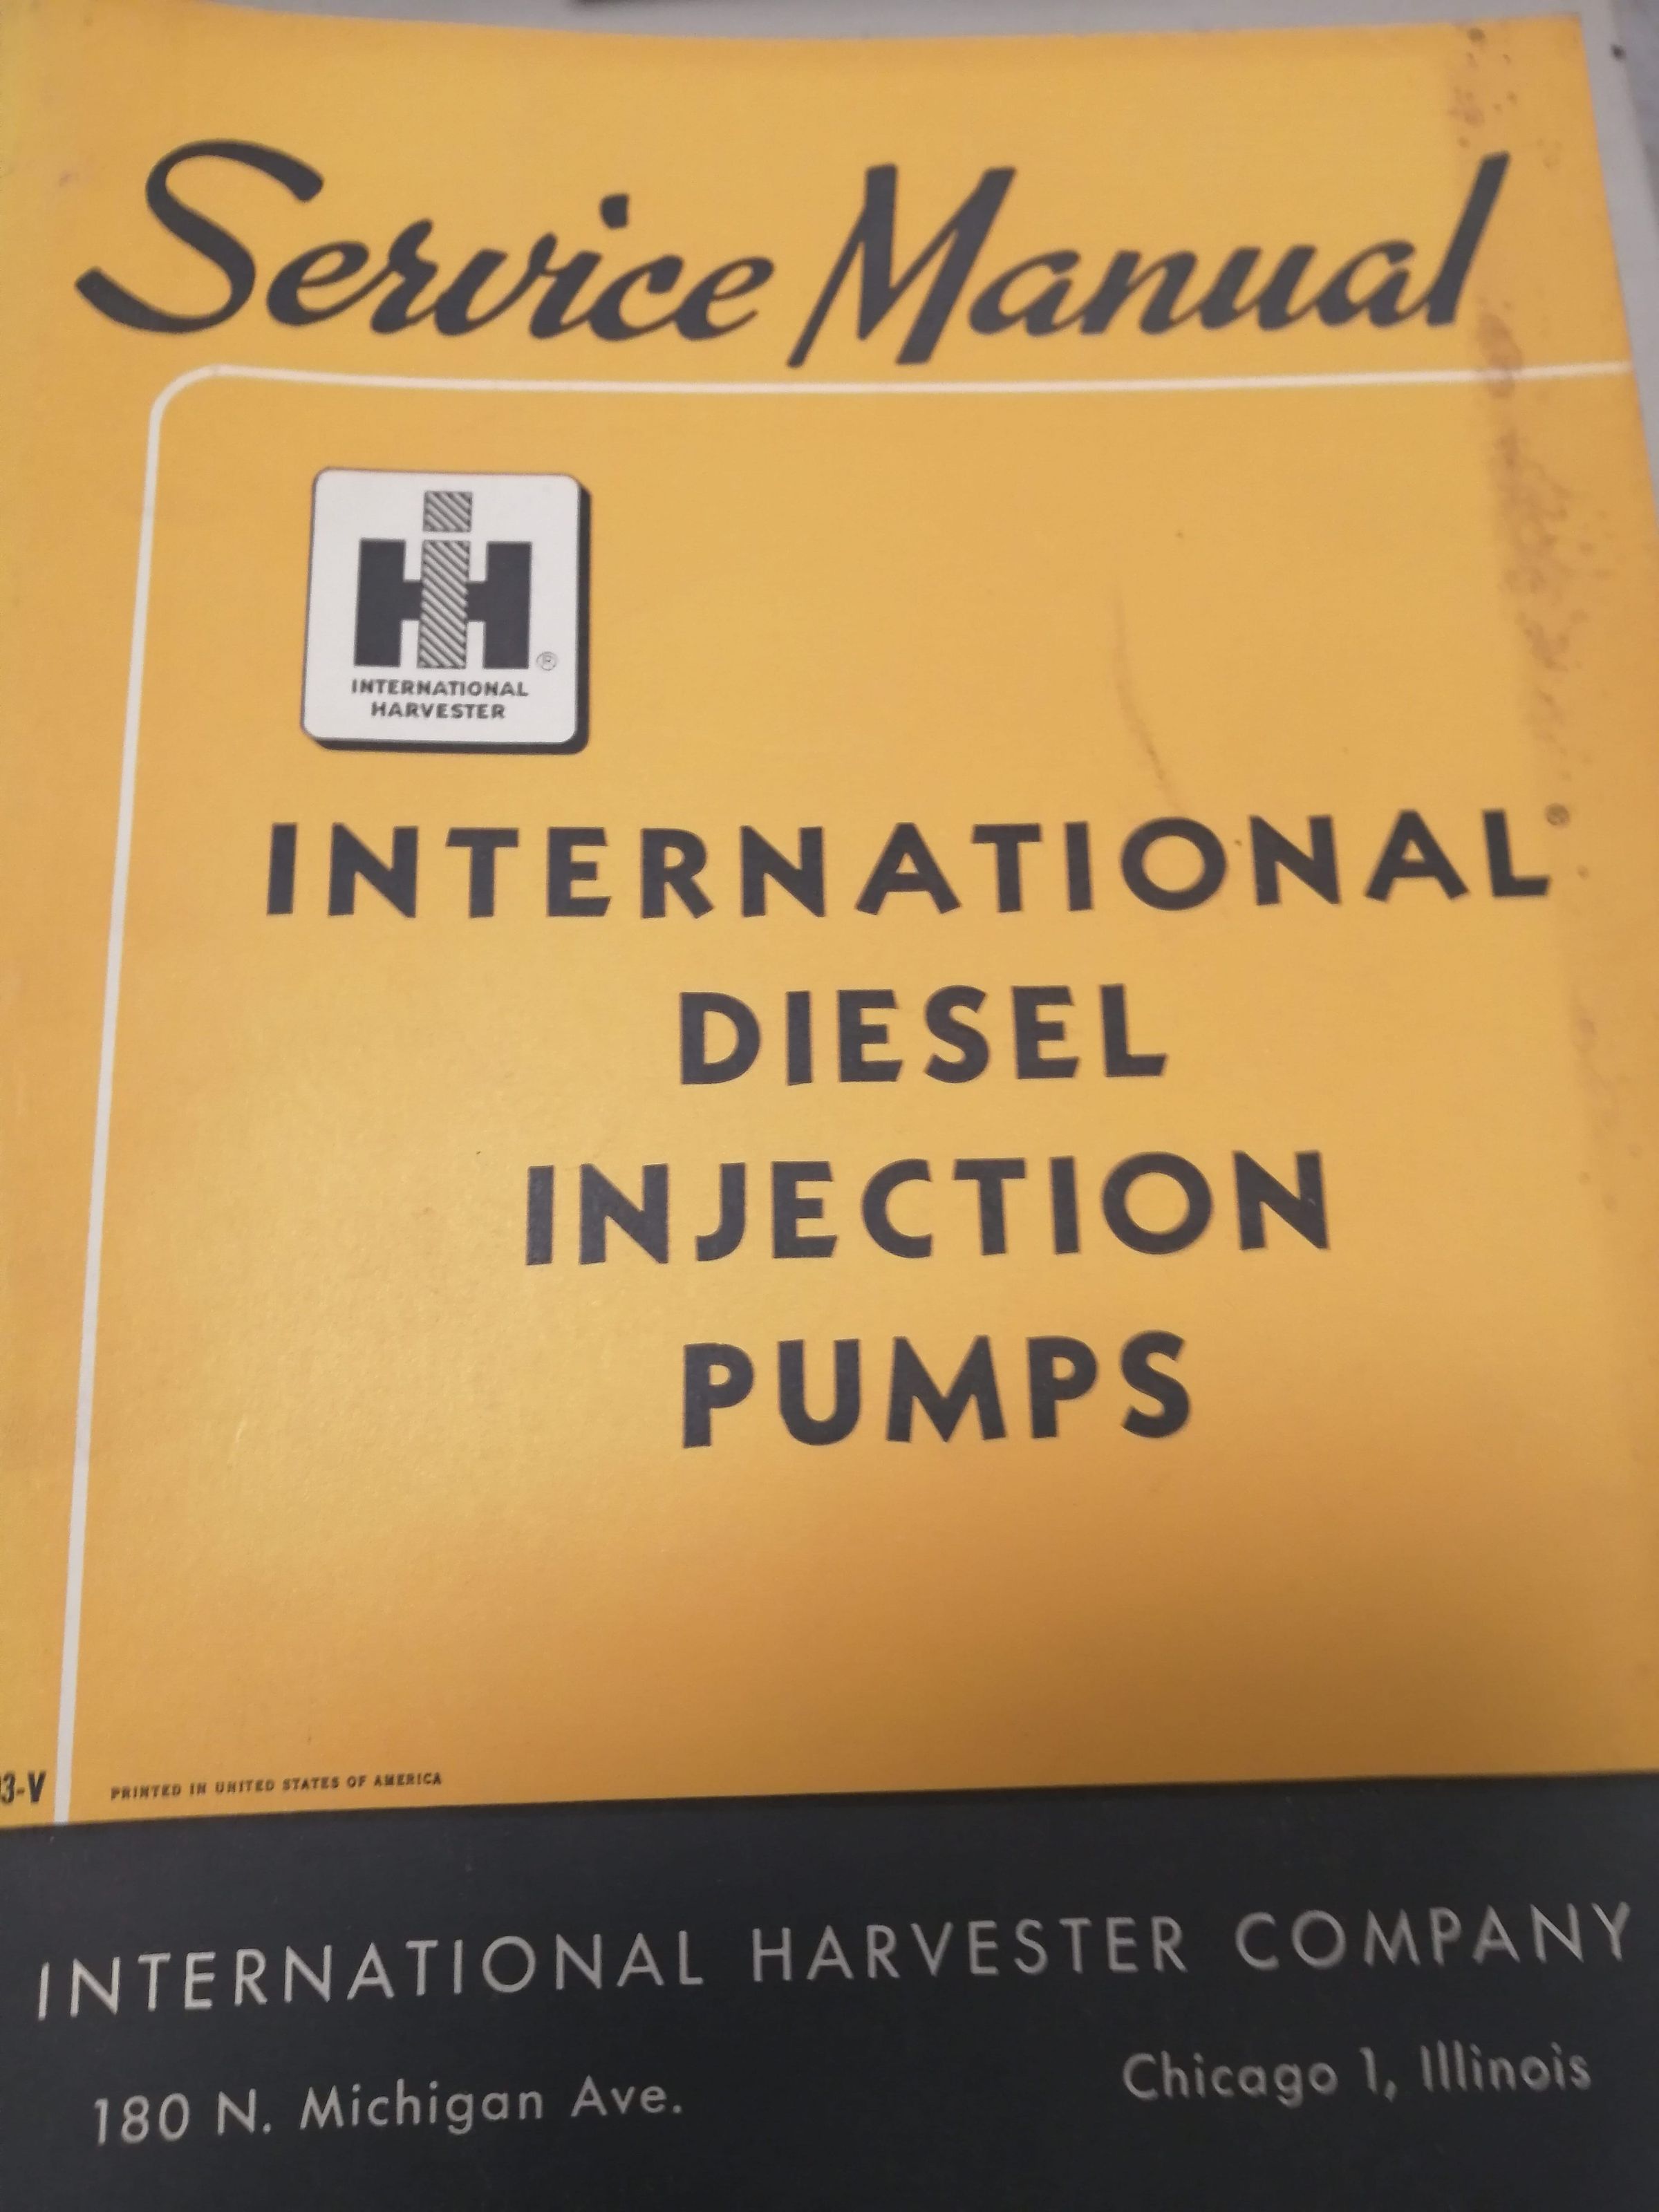 Service Manual
IH ®
INTERNATIONAL
HARVESTER
INTERNATIONAL®
DIESEL
INJECTION
PUMPS
3-V
PRINTED IN UNITED STATES OF AMERICA
INTERNATIONAL HARVESTER COMPANY
180 N. Michigan Ave. Chicago 1, Illinois